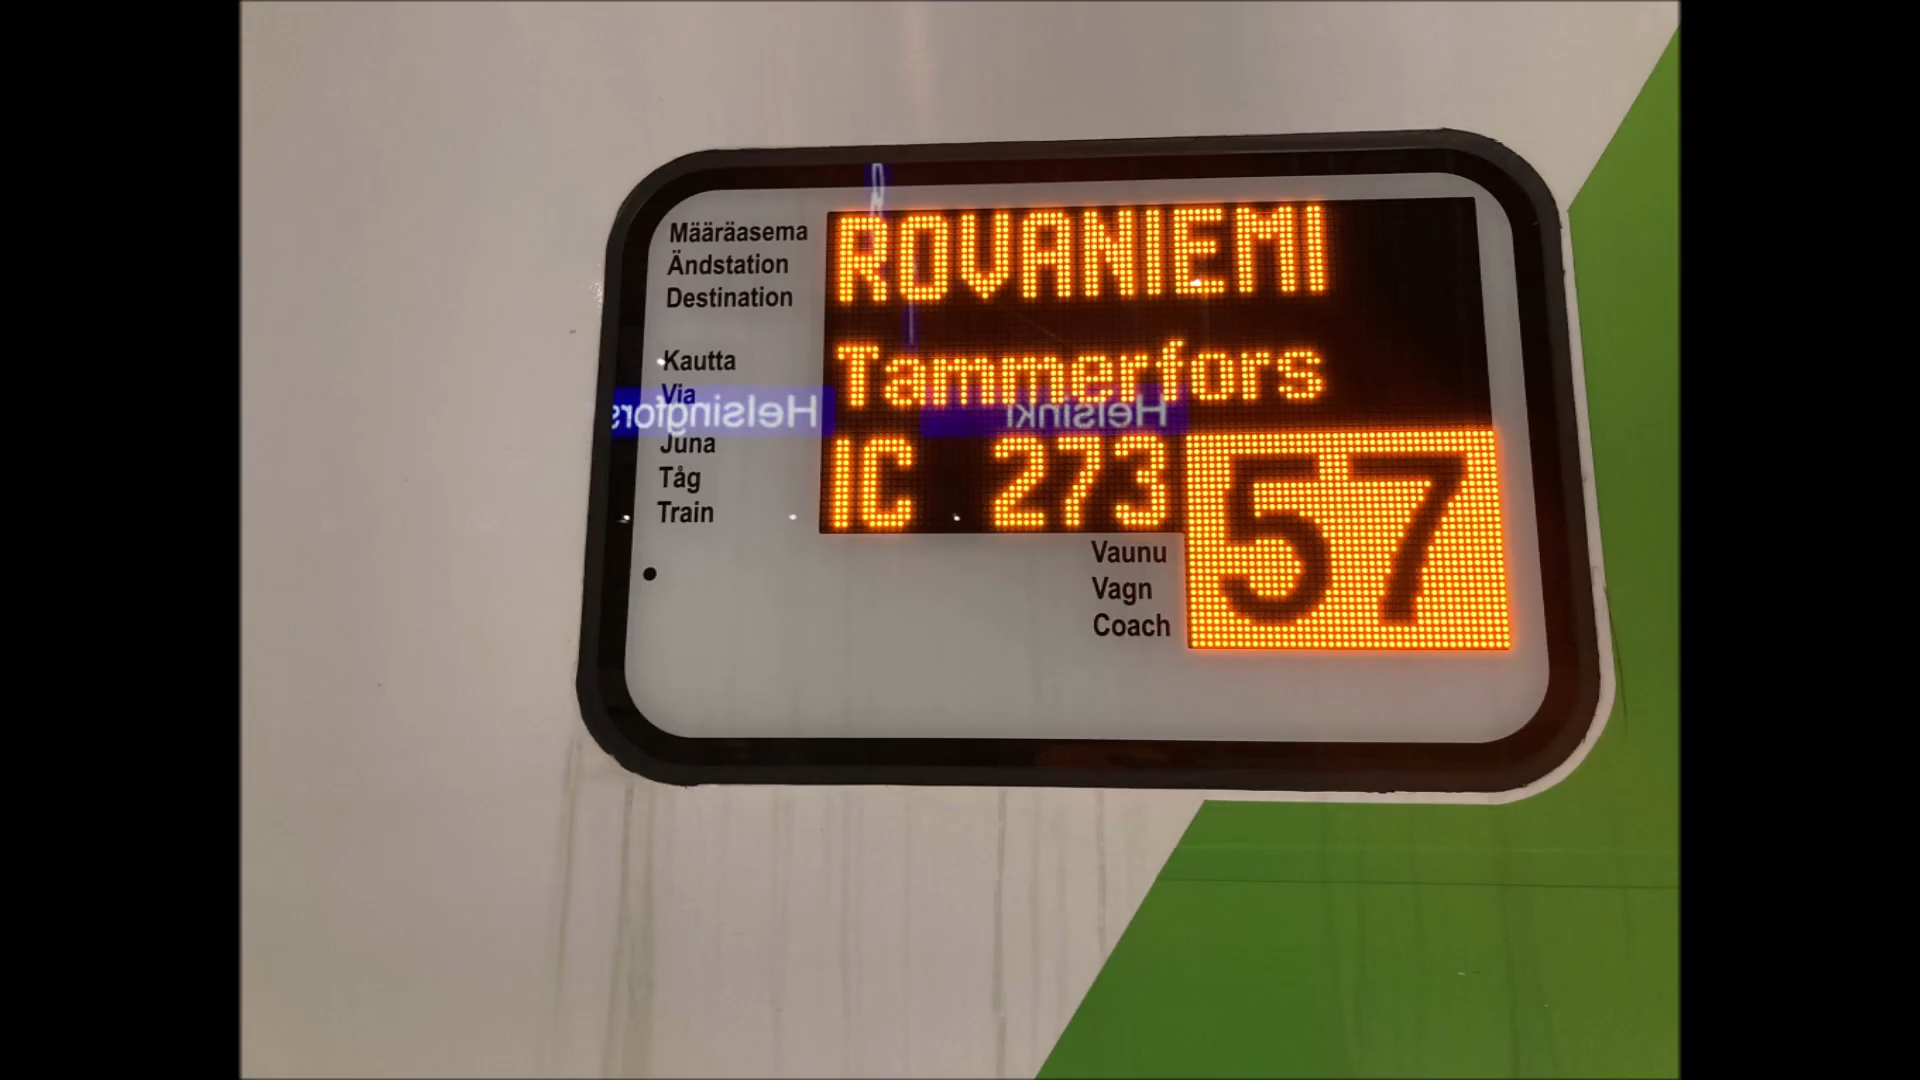 Määräasema ROVANIEMI
Ändstation
Destination
Kautta Tammerfors
Via
Helsingfors Helsinki
Juna IC 273 57
Tåg
Train
Vaunu
Vagn
Coach